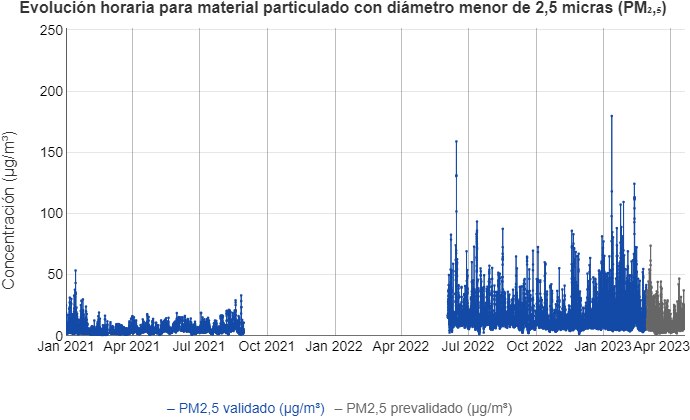 Evolución horaria para material particulado con diámetro menor de 2,5 micras (PM₂,₅)
250
200
150
100
50
0
Concentración (µg/m³)
Jan 2021 Apr 2021 Jul 2021 Oct 2021 Jan 2022 Apr 2022 Jul 2022 Oct 2022 Jan 2023 Apr 2023
– PM2,5 validado (µg/m³) – PM2,5 prevalidado (µg/m³)